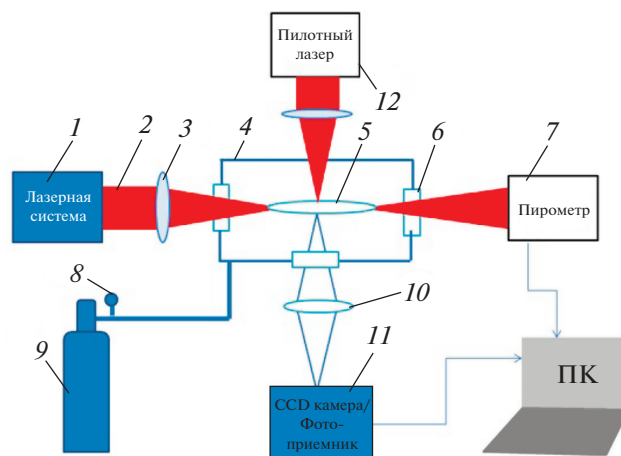 Пилотный
лазер
12
1
2
3
4
5
6
7
Лазерная
система
Пирометр
8
9
10
11
CCD камера/
Фото-
приемник
ПК